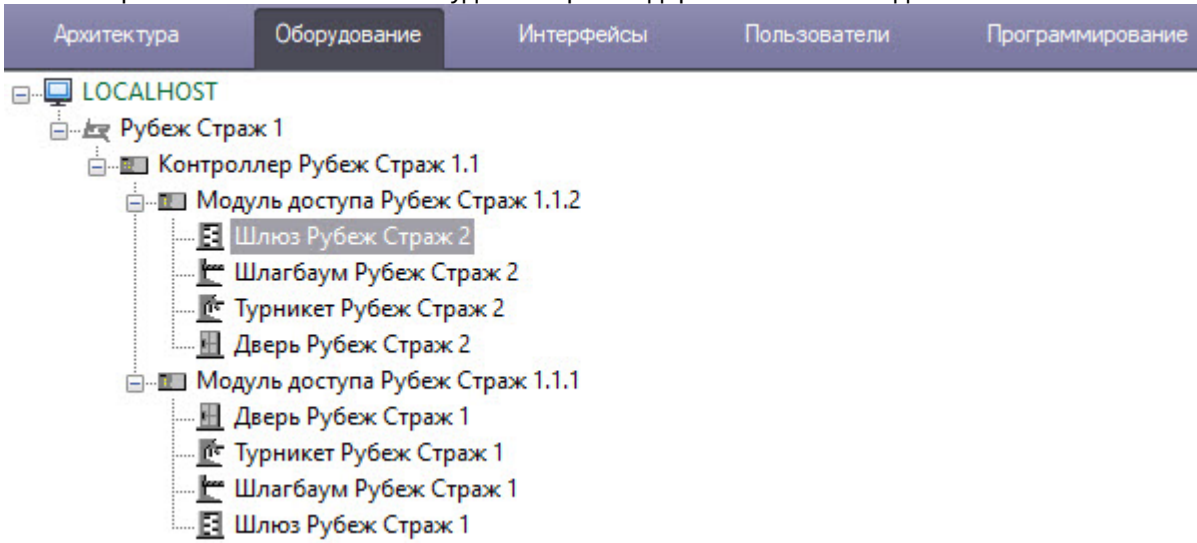 Архитектура Оборудование Интерфейсы Пользователи Программирование
LOCALHOST
Рубеж Страж 1
Контроллер Рубеж Страж 1.1
Модуль доступа Рубеж Страж 1.1.2
Шлюз Рубеж Страж 2
Шлагбаум Рубеж Страж 2
Турникет Рубеж Страж 2
Дверь Рубеж Страж 2
Модуль доступа Рубеж Страж 1.1.1
Дверь Рубеж Страж 1
Турникет Рубеж Страж 1
Шлагбаум Рубеж Страж 1
Шлюз Рубеж Страж 1